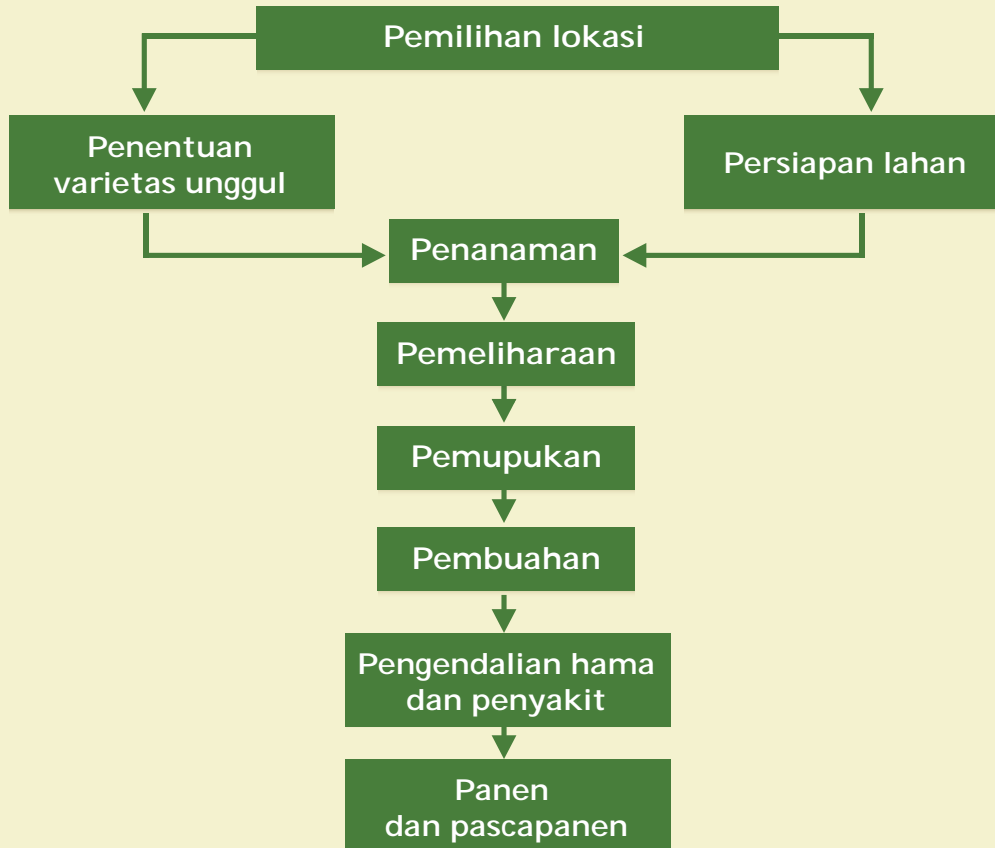 Pemilihan lokasi
Penentuan
varietas unggul
Persiapan lahan
Penanaman
Pemeliharaan
Pemupukan
Pembuahan
Pengendalian hama
dan penyakit
Panen
dan pascapanen